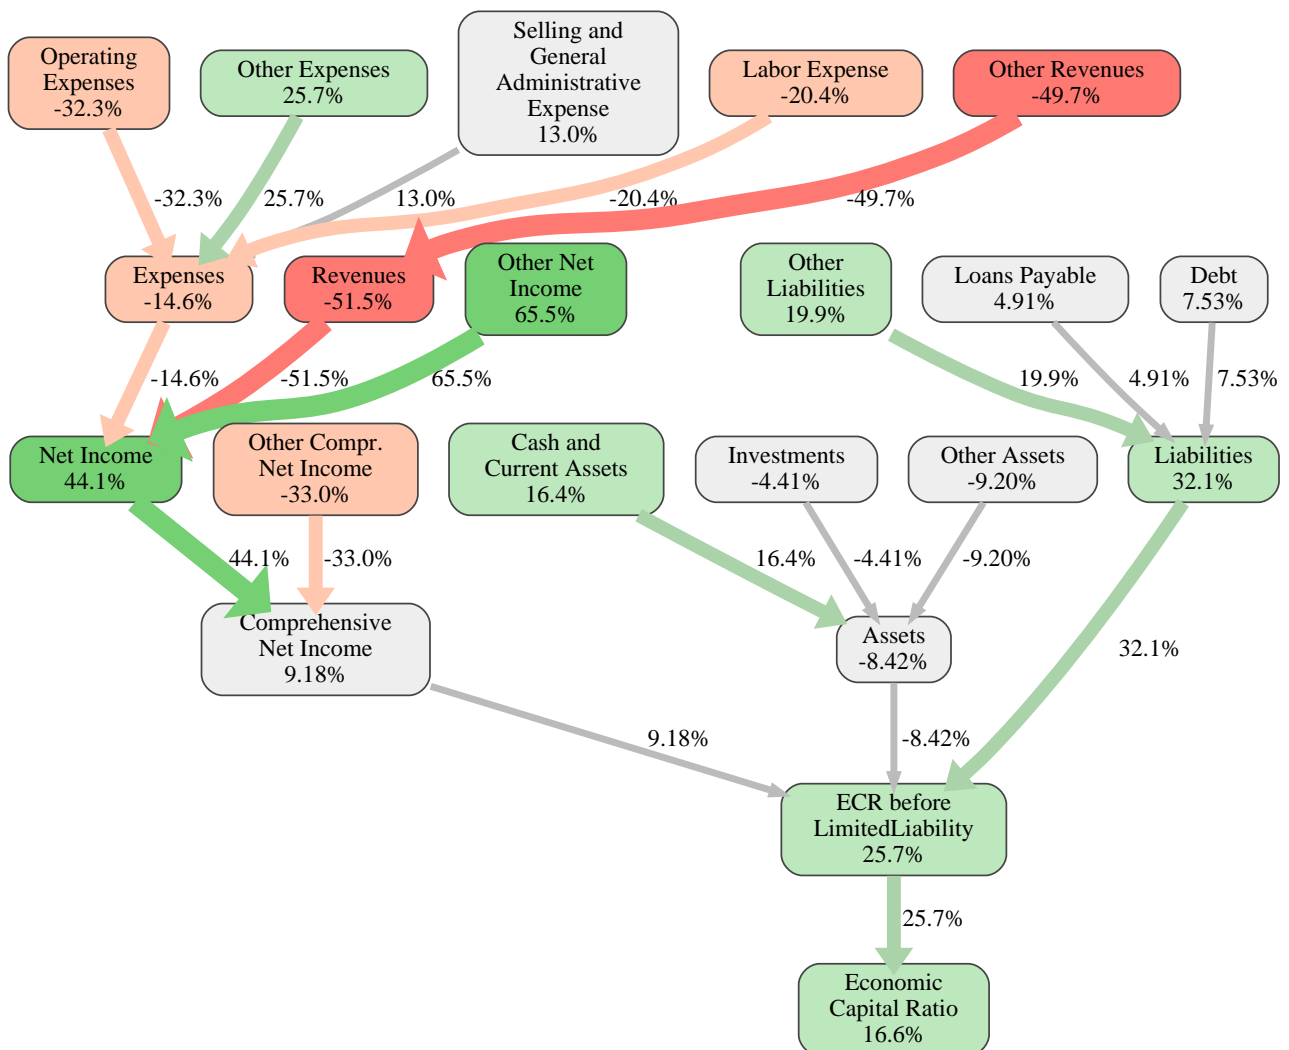 Operating
Expenses
-32.3%
Other Expenses
25.7%
Selling and
General
Administrative
Expense
13.0%
Labor Expense
-20.4%
Other Revenues
-49.7%
-32.3%
25.7%
13.0%
-20.4%
-49.7%
Expenses
-14.6%
Revenues
-51.5%
Other Net
Income
65.5%
Other
Liabilities
19.9%
Loans Payable
4.91%
Debt
7.53%
-14.6%
-51.5%
65.5%
19.9%
4.91%
7.53%
Net Income
44.1%
Other Compr.
Net Income
-33.0%
Cash and
Current Assets
16.4%
Investments
-4.41%
Other Assets
-9.20%
Liabilities
32.1%
44.1%
-33.0%
16.4%
-4.41%
-9.20%
32.1%
Comprehensive
Net Income
9.18%
Assets
-8.42%
9.18%
-8.42%
ECR before
LimitedLiability
25.7%
25.7%
Economic
Capital Ratio
16.6%